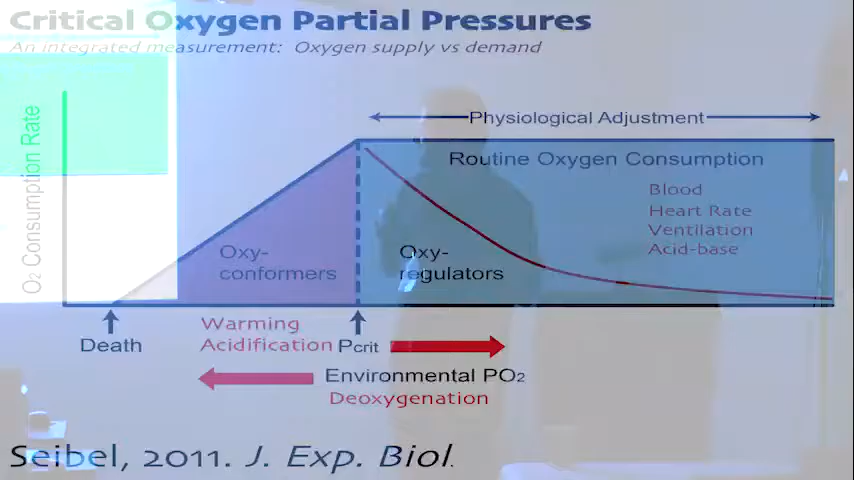 Critical Oxygen Partial Pressures
An integrated measurement: Oxygen supply vs demand
Physiological Adjustment
Routine Oxygen Consumption
Blood
Heart Rate
Ventilation
Acid-base
O2 Consumption Rate
Oxy-
conformers
Oxy-
regulators
Death
Warming
Acidification
Pcrit
Environmental PO2
Deoxygenation
Seibel, 2011. J. Exp. Biol.